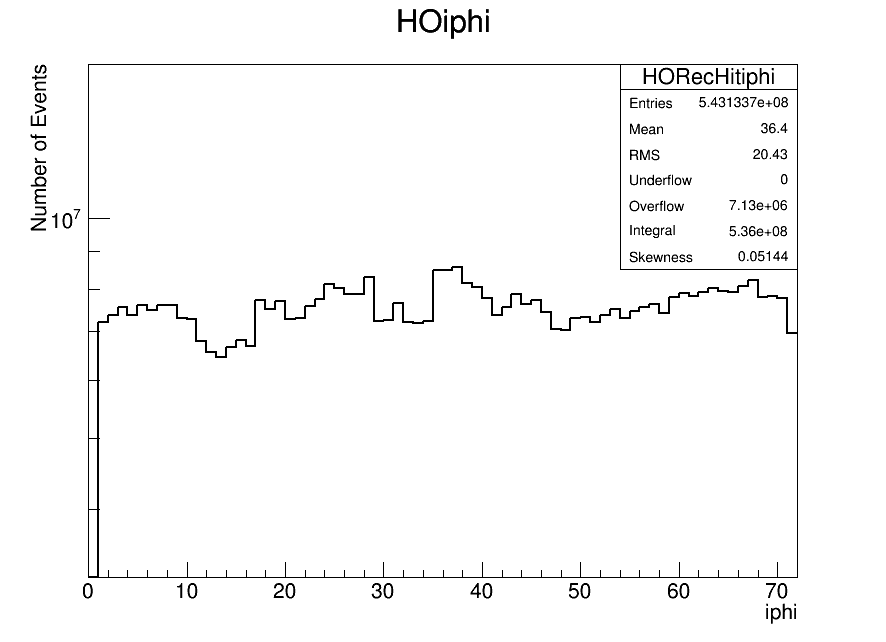 HOiphi
Number of Events
10^7
HORecHitiphi
Entries 5.431337e+08
Mean 36.4
RMS 20.43
Underflow 0
Overflow 7.13e+06
Integral 5.36e+08
Skewness 0.05144
0 10 20 30 40 50 60 70
iphi